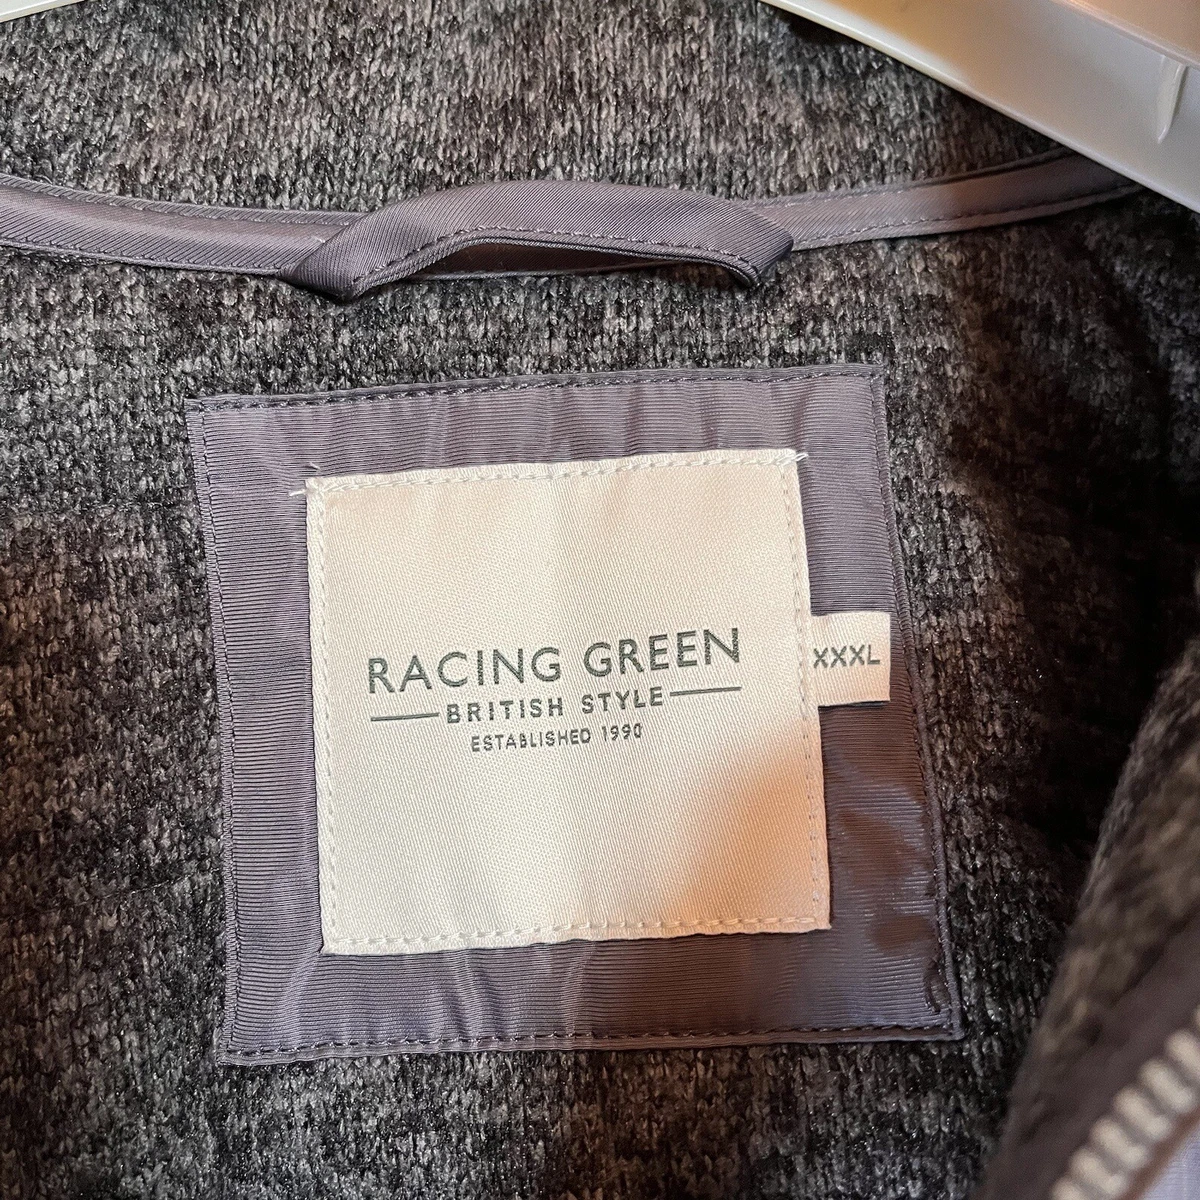 RACING GREEN
BRITISH STYLE
ESTABLISHED 1990
XXXL